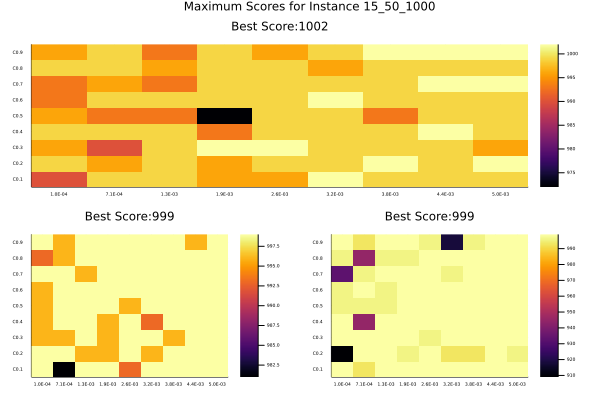 Maximum Scores for Instance 15_50_1000
Best Score:1002
C0.9
C0.8
C0.7
C0.6
C0.5
C0.4
C0.3
C0.2
C0.1
1.0E-04 7.1E-04 1.3E-03 1.9E-03 2.6E-03 3.2E-03 3.8E-03 4.4E-03 5.0E-03
1000
995
990
985
980
975
Best Score:999
C0.9
C0.8
C0.7
C0.6
C0.5
C0.4
C0.3
C0.2
C0.1
1.0E-04 7.1E-04 1.3E-03 1.9E-03 2.6E-03 3.2E-03 3.8E-03 4.4E-03 5.0E-03
997.5
995.0
992.5
990.0
987.5
985.0
982.5
Best Score:999
C0.9
C0.8
C0.7
C0.6
C0.5
C0.4
C0.3
C0.2
C0.1
1.0E-04 7.1E-04 1.3E-03 1.9E-03 2.6E-03 3.2E-03 3.8E-03 4.4E-03 5.0E-03
990
980
970
960
950
940
930
920
910